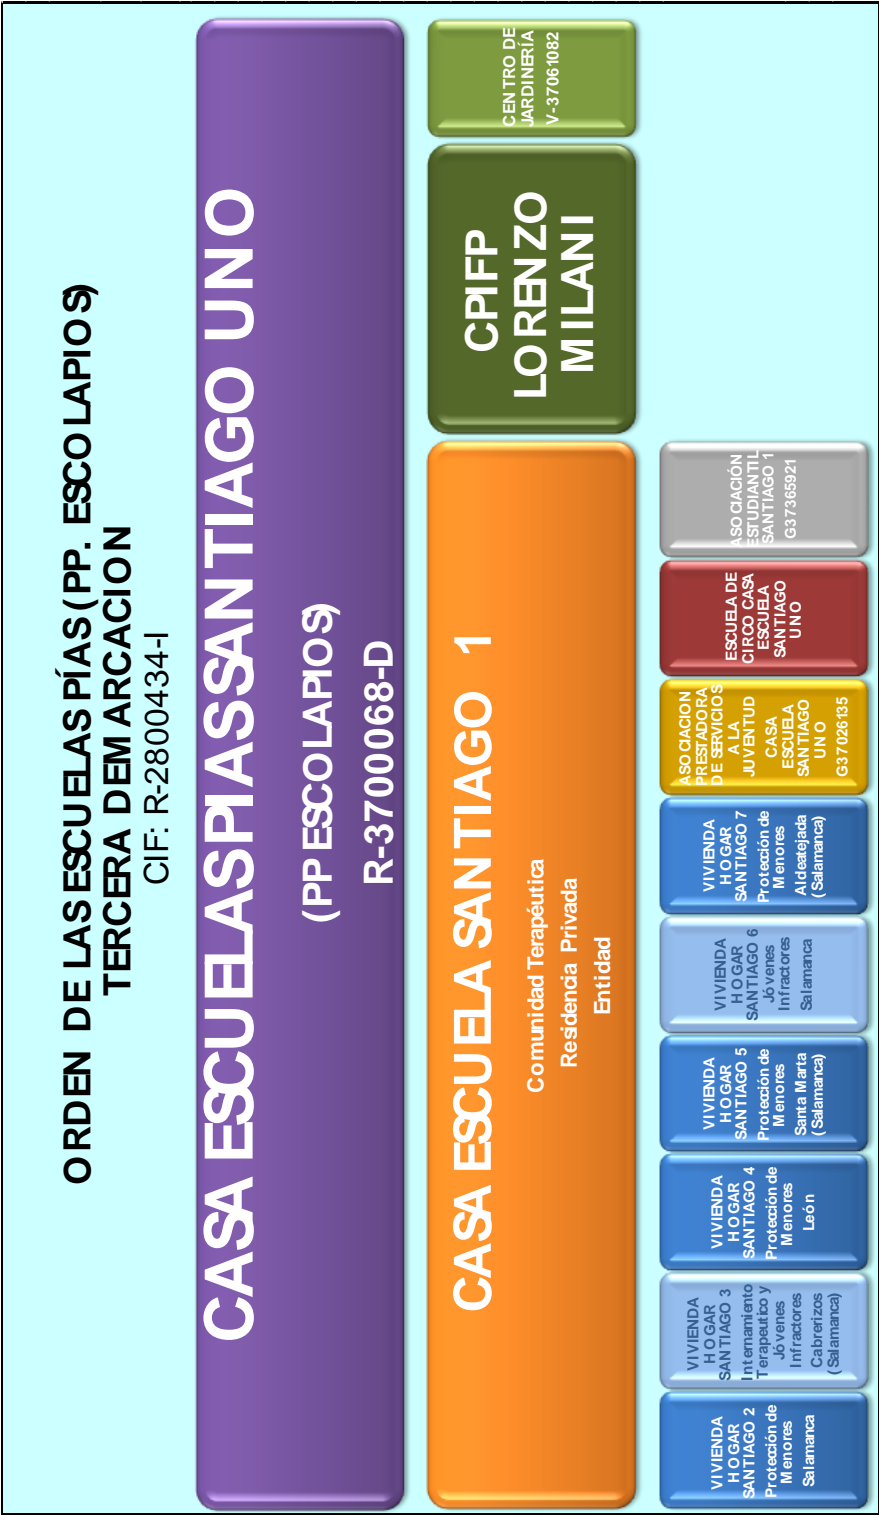 ORDEN DE LAS ESCUELAS PÍAS (PP. ESCOLAPIOS)
TERCERA DEMARCACION
CIF: R-2800434-I
CASA ESCUELAS PIAS SANTIAGO UNO
(PP ESCOLAPIOS)
R-3700068-D
CASA ESCUELA SANTIAGO 1
Comunidad Terapéutica
Residencia Privada
Entidad
CPIFP
LORENZO
MILANI
CENTRO DE
JARDINERÍA
V-37061082
VIVIENDA
HOGAR
SANTIAGO 2
Protección de
Menores
Salamanca
VIVIENDA
HOGAR
SANTIAGO 3
Internamiento
Terapeutico y
Jóvenes
Infractores
Cabrerizos
(Salamanca)
VIVIENDA
HOGAR
SANTIAGO 4
Protección de
Menores
León
VIVIENDA
HOGAR
SANTIAGO 5
Protección de
Menores
Santa Marta
(Salamanca)
VIVIENDA
HOGAR
SANTIAGO 6
Jóvenes
Infractores
Salamanca
VIVIENDA
HOGAR
SANTIAGO 7
Protección de
Menores
Aldeatejada
(Salamanca)
ASOCIACION
PRESTADORA
DE SERVICIOS
A LA
JUVENTUD
CASA
ESCUELA
SANTIAGO
UNO
G37026135
ESCUELA DE
CIRCO CASA
ESCUELA
SANTIAGO
UNO
ASOCIACIÓN
ESTUDIANTIL
SANTIAGO 1
G37365921